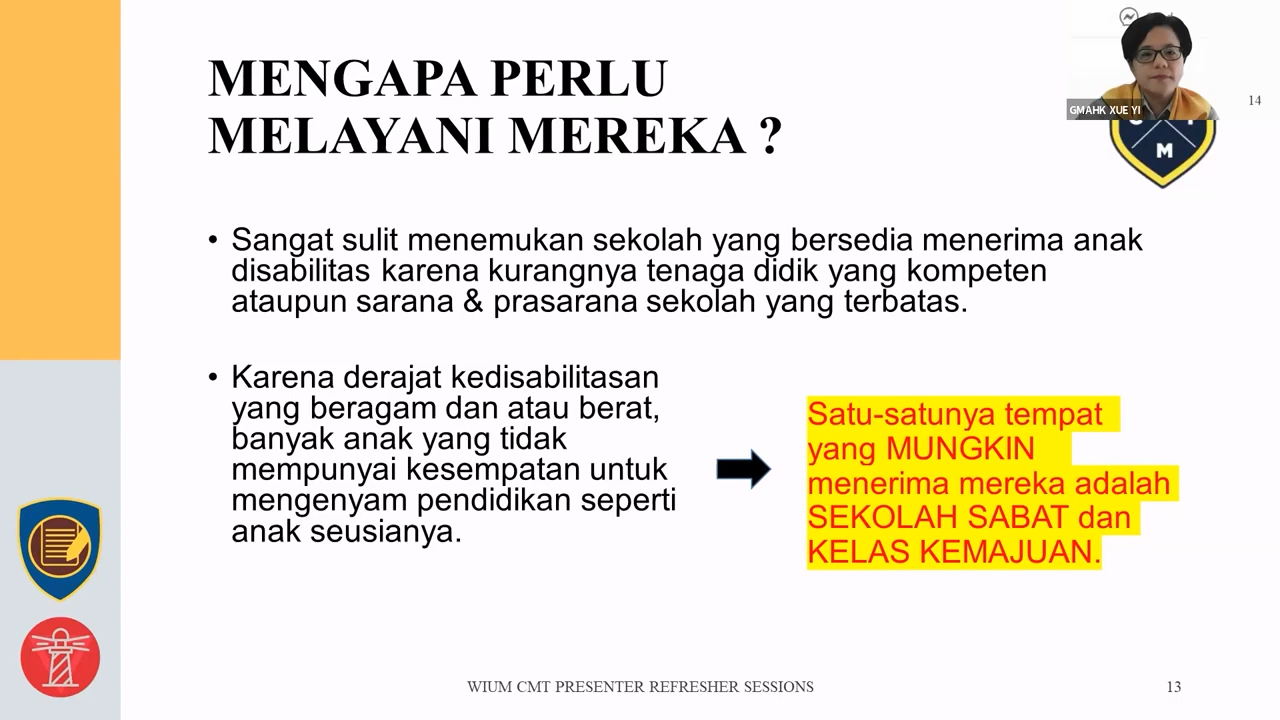 MENGAPA PERLU
MELAYANI MEREKA ?
GMAHK XUE YI
14
M
• Sangat sulit menemukan sekolah yang bersedia menerima anak
disabilitas karena kurangnya tenaga didik yang kompeten
ataupun sarana & prasarana sekolah yang terbatas.
• Karena derajat kedisabilitasan
yang beragam dan atau berat,
banyak anak yang tidak
mempunyai kesempatan untuk
mengenyam pendidikan seperti
anak seusianya.
Satu-satunya tempat
yang MUNGKIN
menerima mereka adalah
SEKOLAH SABAT dan
KELAS KEMAJUAN.
WIUM CMT PRESENTER REFRESHER SESSIONS
13